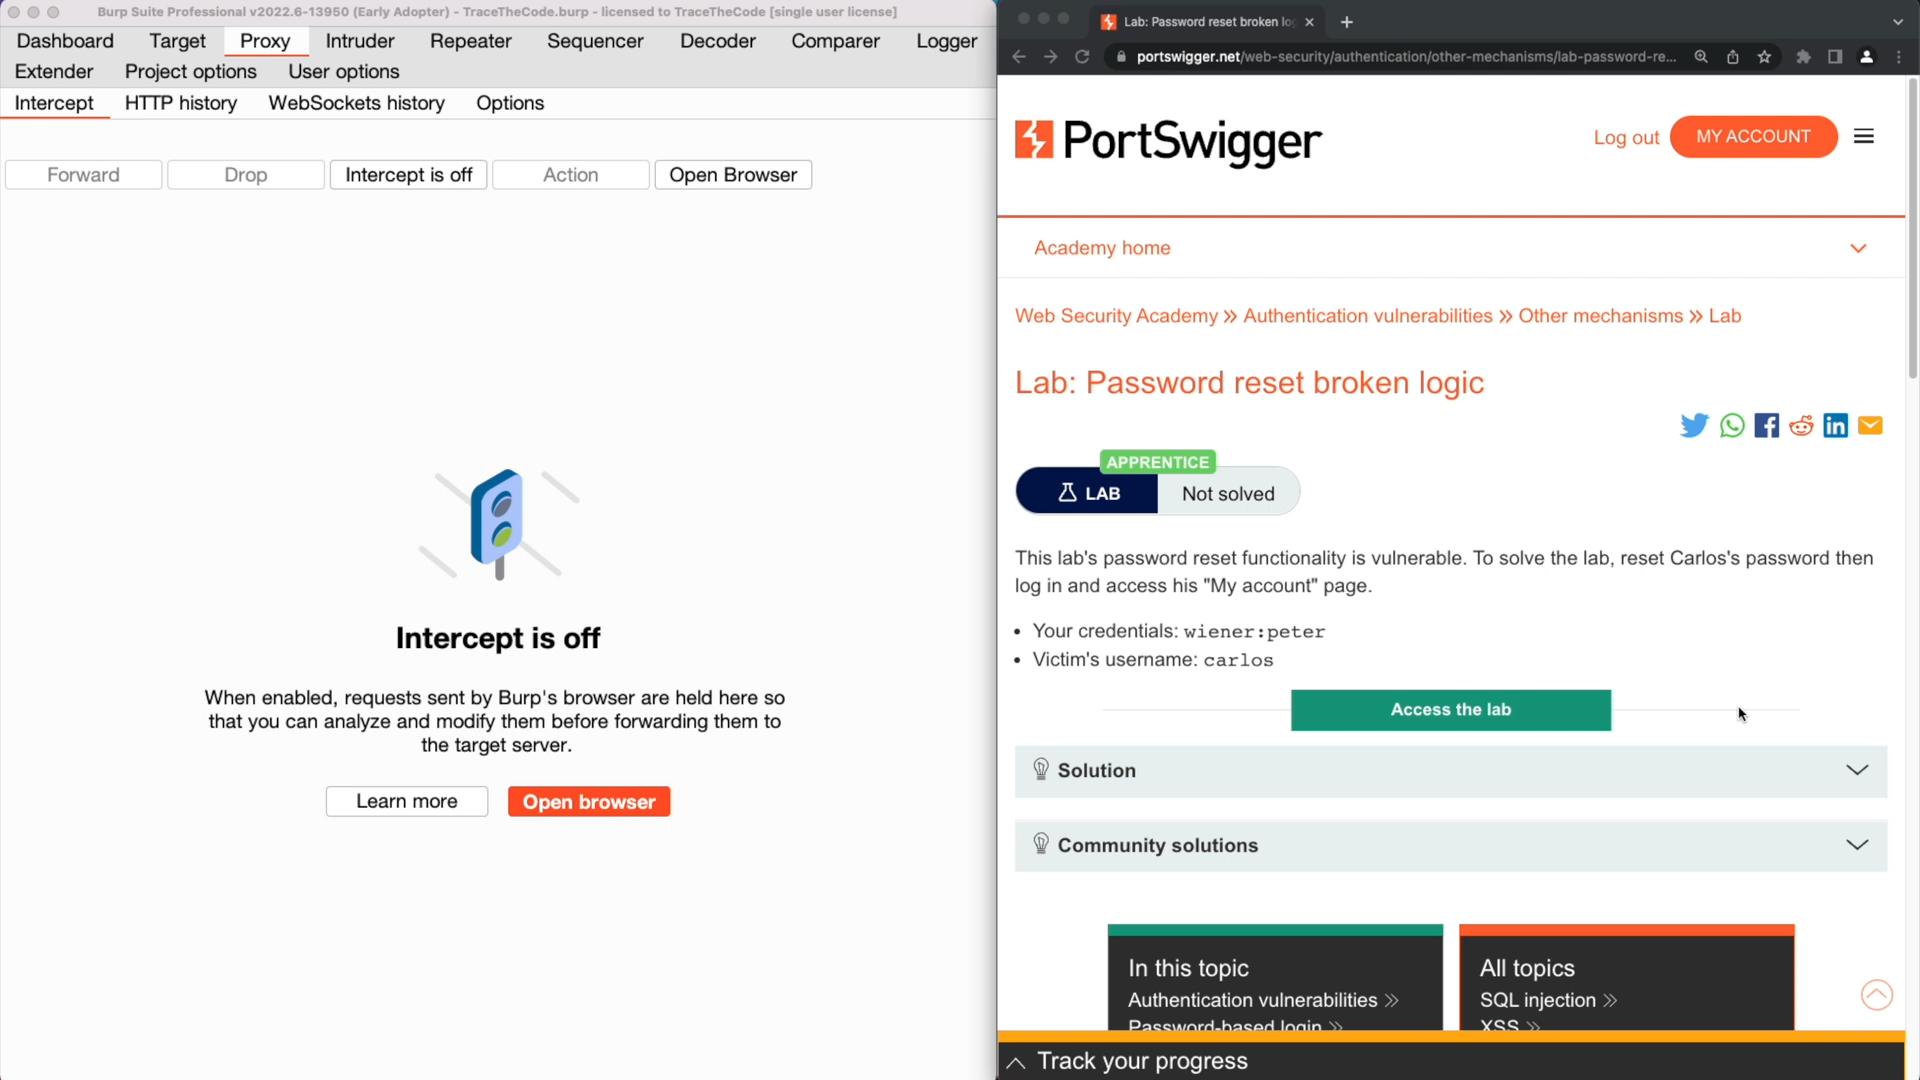 Burp Suite Professional v2022.6-13950 (Early Adopter) - TraceTheCode.burp - licensed to TraceTheCode [single user license]
Dashboard Target Proxy Intruder Repeater Sequencer Decoder Comparer Logger
Extender Project options User options
Intercept HTTP history WebSockets history Options
Forward Drop Intercept is off Action Open Browser
Intercept is off
When enabled, requests sent by Burp's browser are held here so
that you can analyze and modify them before forwarding them to
the target server.
Learn more Open browser
Lab: Password reset broken lo
portswigger.net/web-security/authentication/other-mechanisms/lab-password-re...
PortSwigger
Log out MY ACCOUNT
Academy home
Web Security Academy » Authentication vulnerabilities » Other mechanisms » Lab
Lab: Password reset broken logic
APPRENTICE
LAB Not solved
This lab's password reset functionality is vulnerable. To solve the lab, reset Carlos's password then
log in and access his "My account" page.
• Your credentials: wiener:peter
• Victim's username: carlos
Access the lab
Solution
Community solutions
In this topic
Authentication vulnerabilities »
Password-based login »
All topics
SQL injection »
XSS »
Track your progress